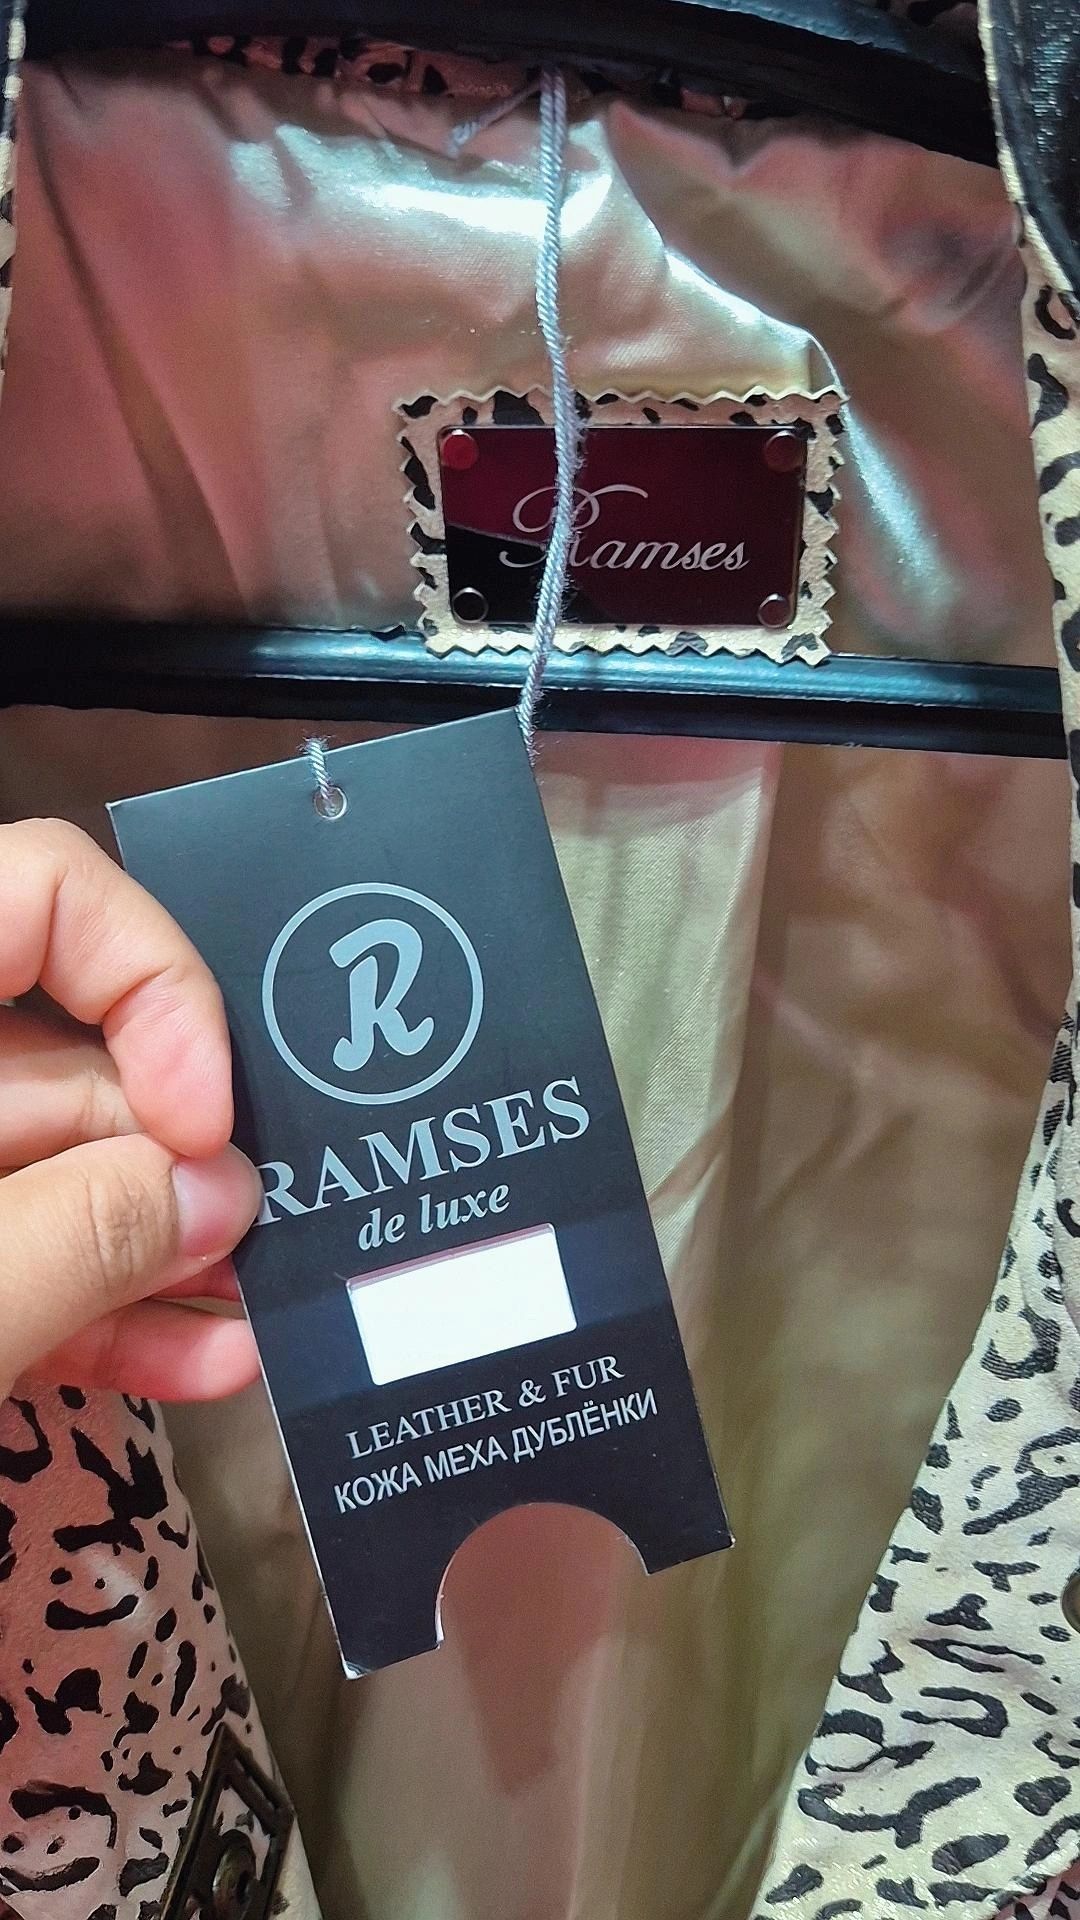 Ramses
R
RAMSES
de luxe
LEATHER & FUR
КОЖА МЕХА ДУБЛЁНКИ